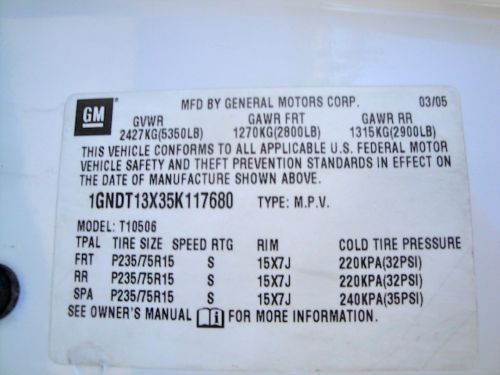 GM
MFD BY GENERAL MOTORS CORP. 03/05
GVWR GAWR FRT GAWR RR
2427KG(5350LB) 1270KG(2800LB) 1315KG(2900LB)
THIS VEHICLE CONFORMS TO ALL APPLICABLE U.S. FEDERAL MOTOR
VEHICLE SAFETY AND THEFT PREVENTION STANDARDS IN EFFECT ON
THE DATE OF MANUFACTURE SHOWN ABOVE.
1GNDT13X35K117680 TYPE: M.P.V.
MODEL: T10506
TPAL TIRE SIZE SPEED RTG RIM COLD TIRE PRESSURE
FRT P235/75R15 S 15X7J 220KPA(32PSI)
RR P235/75R15 S 15X7J 220KPA(32PSI)
SPA P235/75R15 S 15X7J 240KPA(35PSI)
SEE OWNER'S MANUAL i FOR MORE INFORMATION.